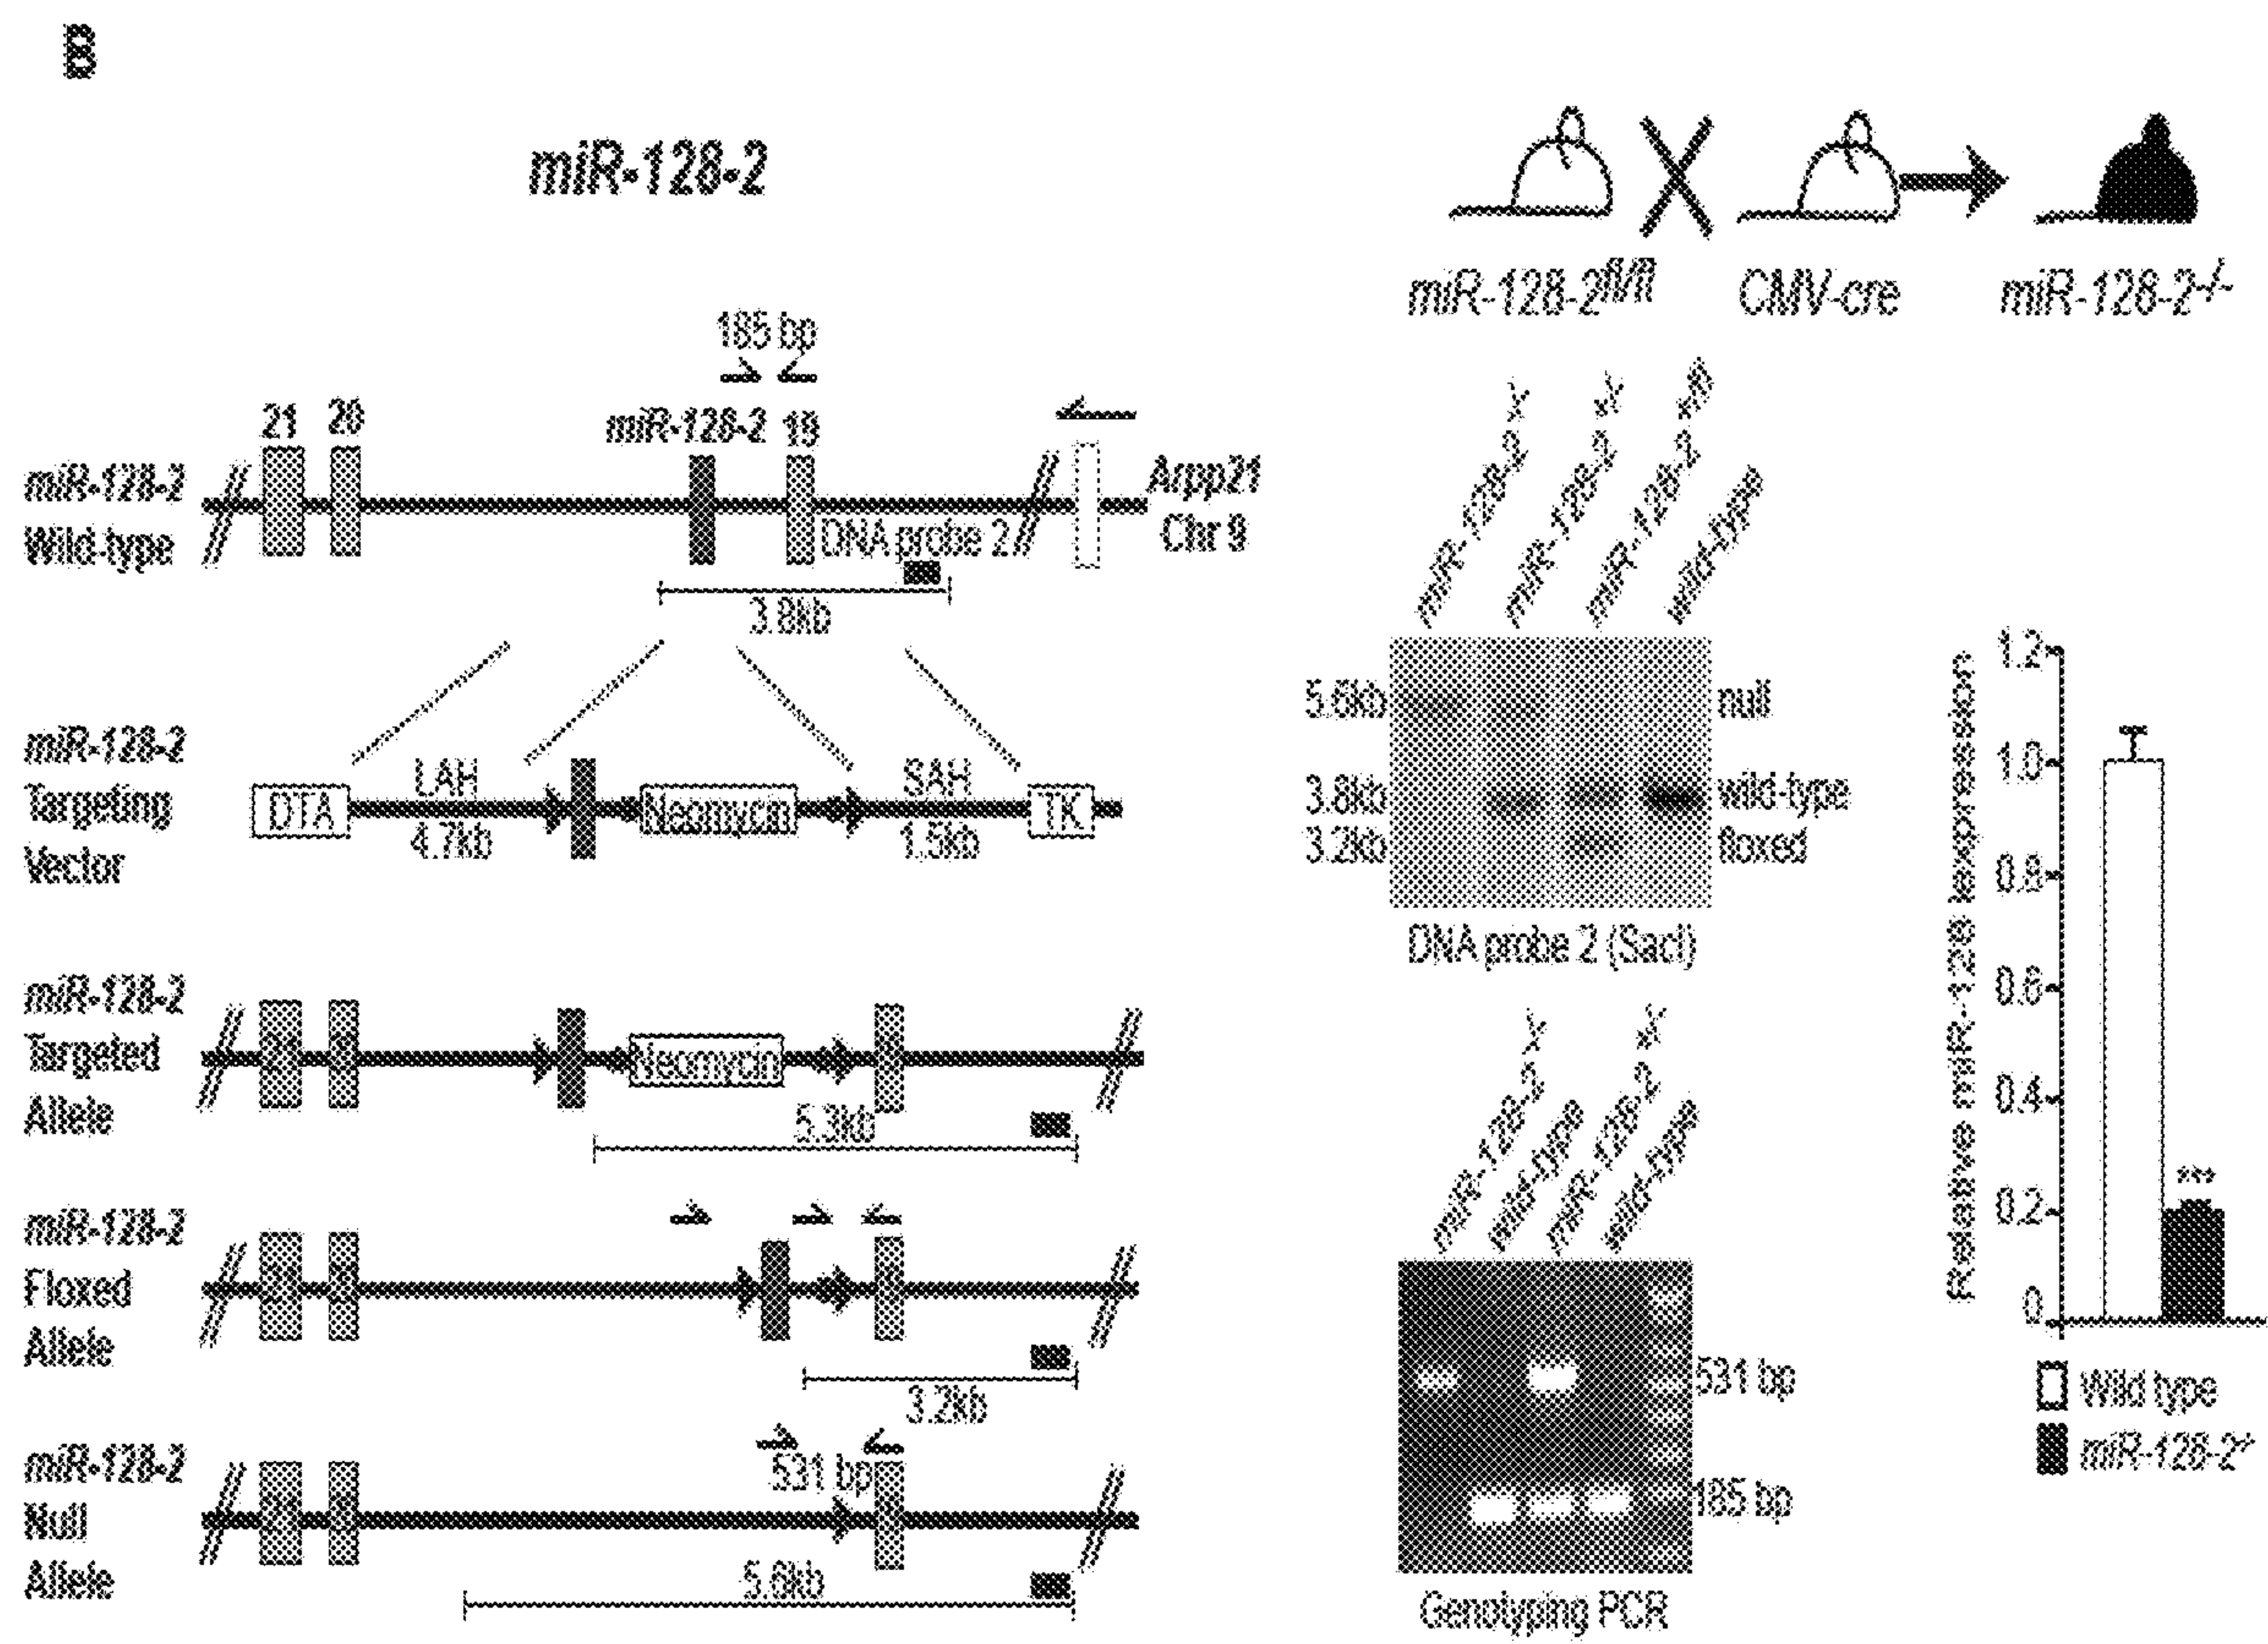 B
miR-128-2
miR-128-2fl/fl
CMV-cre
miR-128-2-/-
185 bp
21
20
miR-128-2
19
miR-128-2
Wild-type
DNA probe 2
Arpp21
Chr 9
3.8kb
miR-128-2
Targeting
Vector
DTA
LAH
4.7kb
Neomycin
SAH
1.5kb
TK
miR-128-2
Targeted
Allele
Neomycin
5.3kb
miR-128-2
Floxed
Allele
3.2kb
miR-128-2
Null
Allele
531 bp
5.6kb
miR-128-2 -/-
miR-128-2 +/-
miR-128-2 +/fl
wild-type
5.6kb
3.8kb
3.2kb
null
wild-type
floxed
DNA probe 2 (SacI)
miR-128-2 -/-
wild-type
miR-128-2 +/-
wild-type
531 bp
185 bp
Genotyping PCR
Relative miR-128 lexpression
1.2
1.0
0.8
0.6
0.4
0.2
0
***
Wild type
miR-128-2-/-